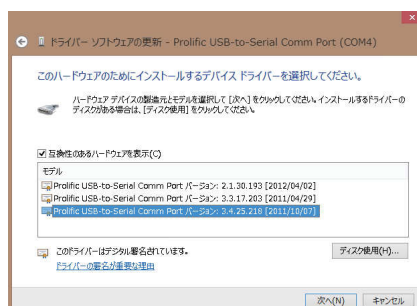 ドライバー ソフトウェアの更新 - Prolific USB-to-Serial Comm Port (COM4)
このハードウェアのためにインストールするデバイス ドライバーを選択してください。
ハードウェア デバイスの製造元とモデルを選択して [次へ] をクリックしてください。インストールするドライバーの
ディスクがある場合は、[ディスク使用] をクリックしてください。
互換性のあるハードウェアを表示(C)
モデル
Prolific USB-to-Serial Comm Port バージョン: 2.1.30.193 [2012/04/02]
Prolific USB-to-Serial Comm Port バージョン: 3.3.17.203 [2011/04/29]
Prolific USB-to-Serial Comm Port バージョン: 3.4.25.218 [2011/10/07]
このドライバーはデジタル署名されています。
ディスク使用(H)...
ドライバーの署名が重要な理由
次へ(N)
キャンセル